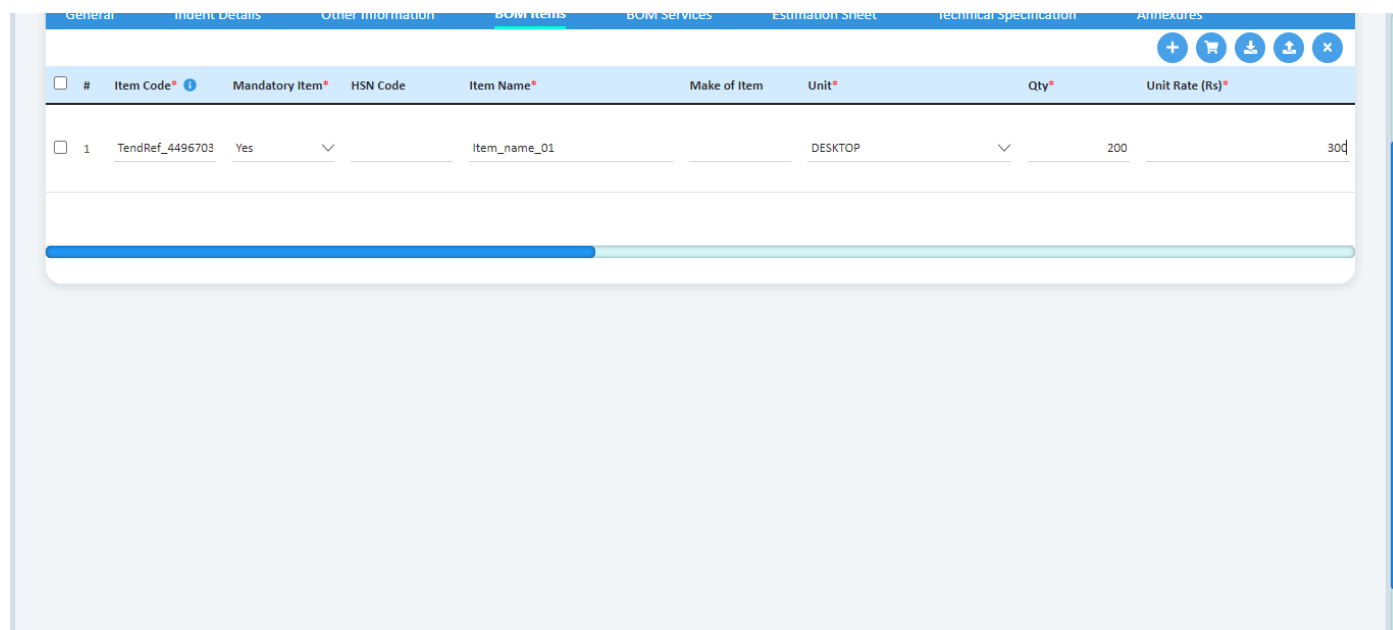 General Indent Details Other Information BOM Items BOM Services Estimation Sheet Technical Specification Annexures
# Item Code* Mandatory Item* HSN Code Item Name* Make of Item Unit* Qty* Unit Rate (Rs)*
1 TendRef_4496703 Yes Item_name_01 DESKTOP 200 300